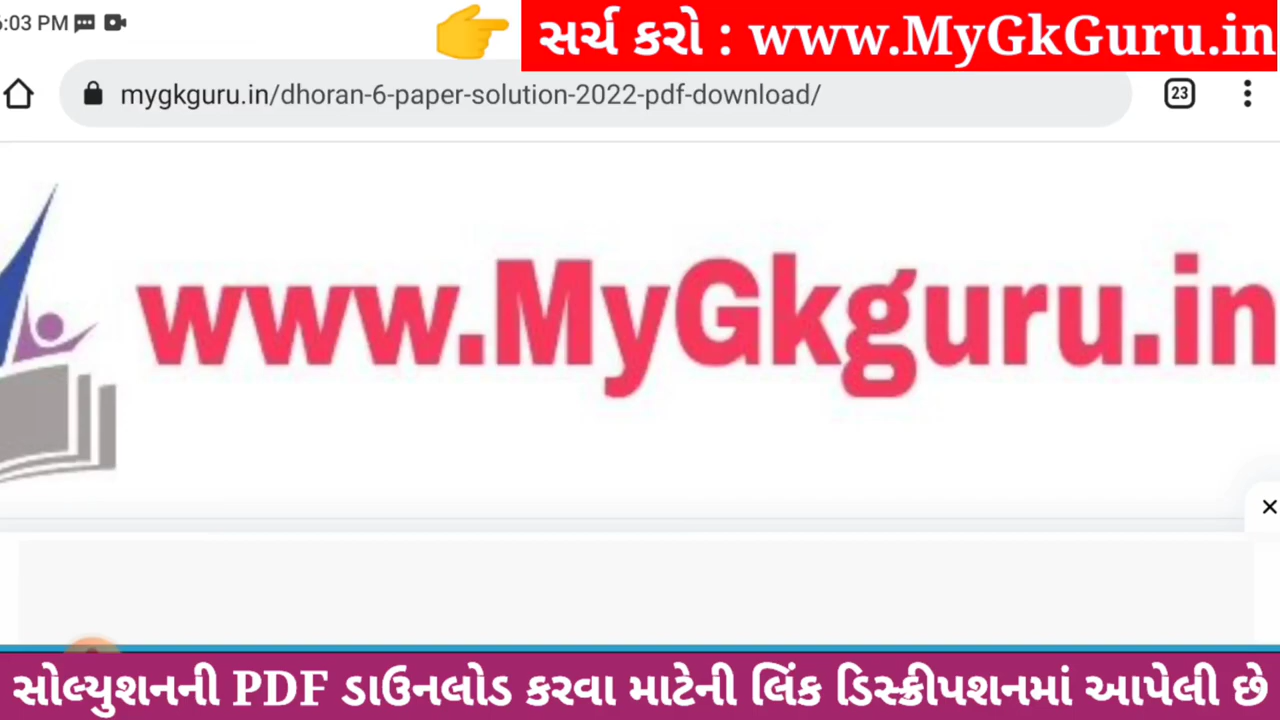 6:03 PM
સર્ચ કરો : www.MyGkGuru.in
mygkguru.in/dhoran-6-paper-solution-2022-pdf-download/
23
www.MyGkguru.in
સોલ્યુશનની PDF ડાઉનલોડ કરવા માટેની લિંક ડિસ્ક્રીપશનમાં આપેલી છે